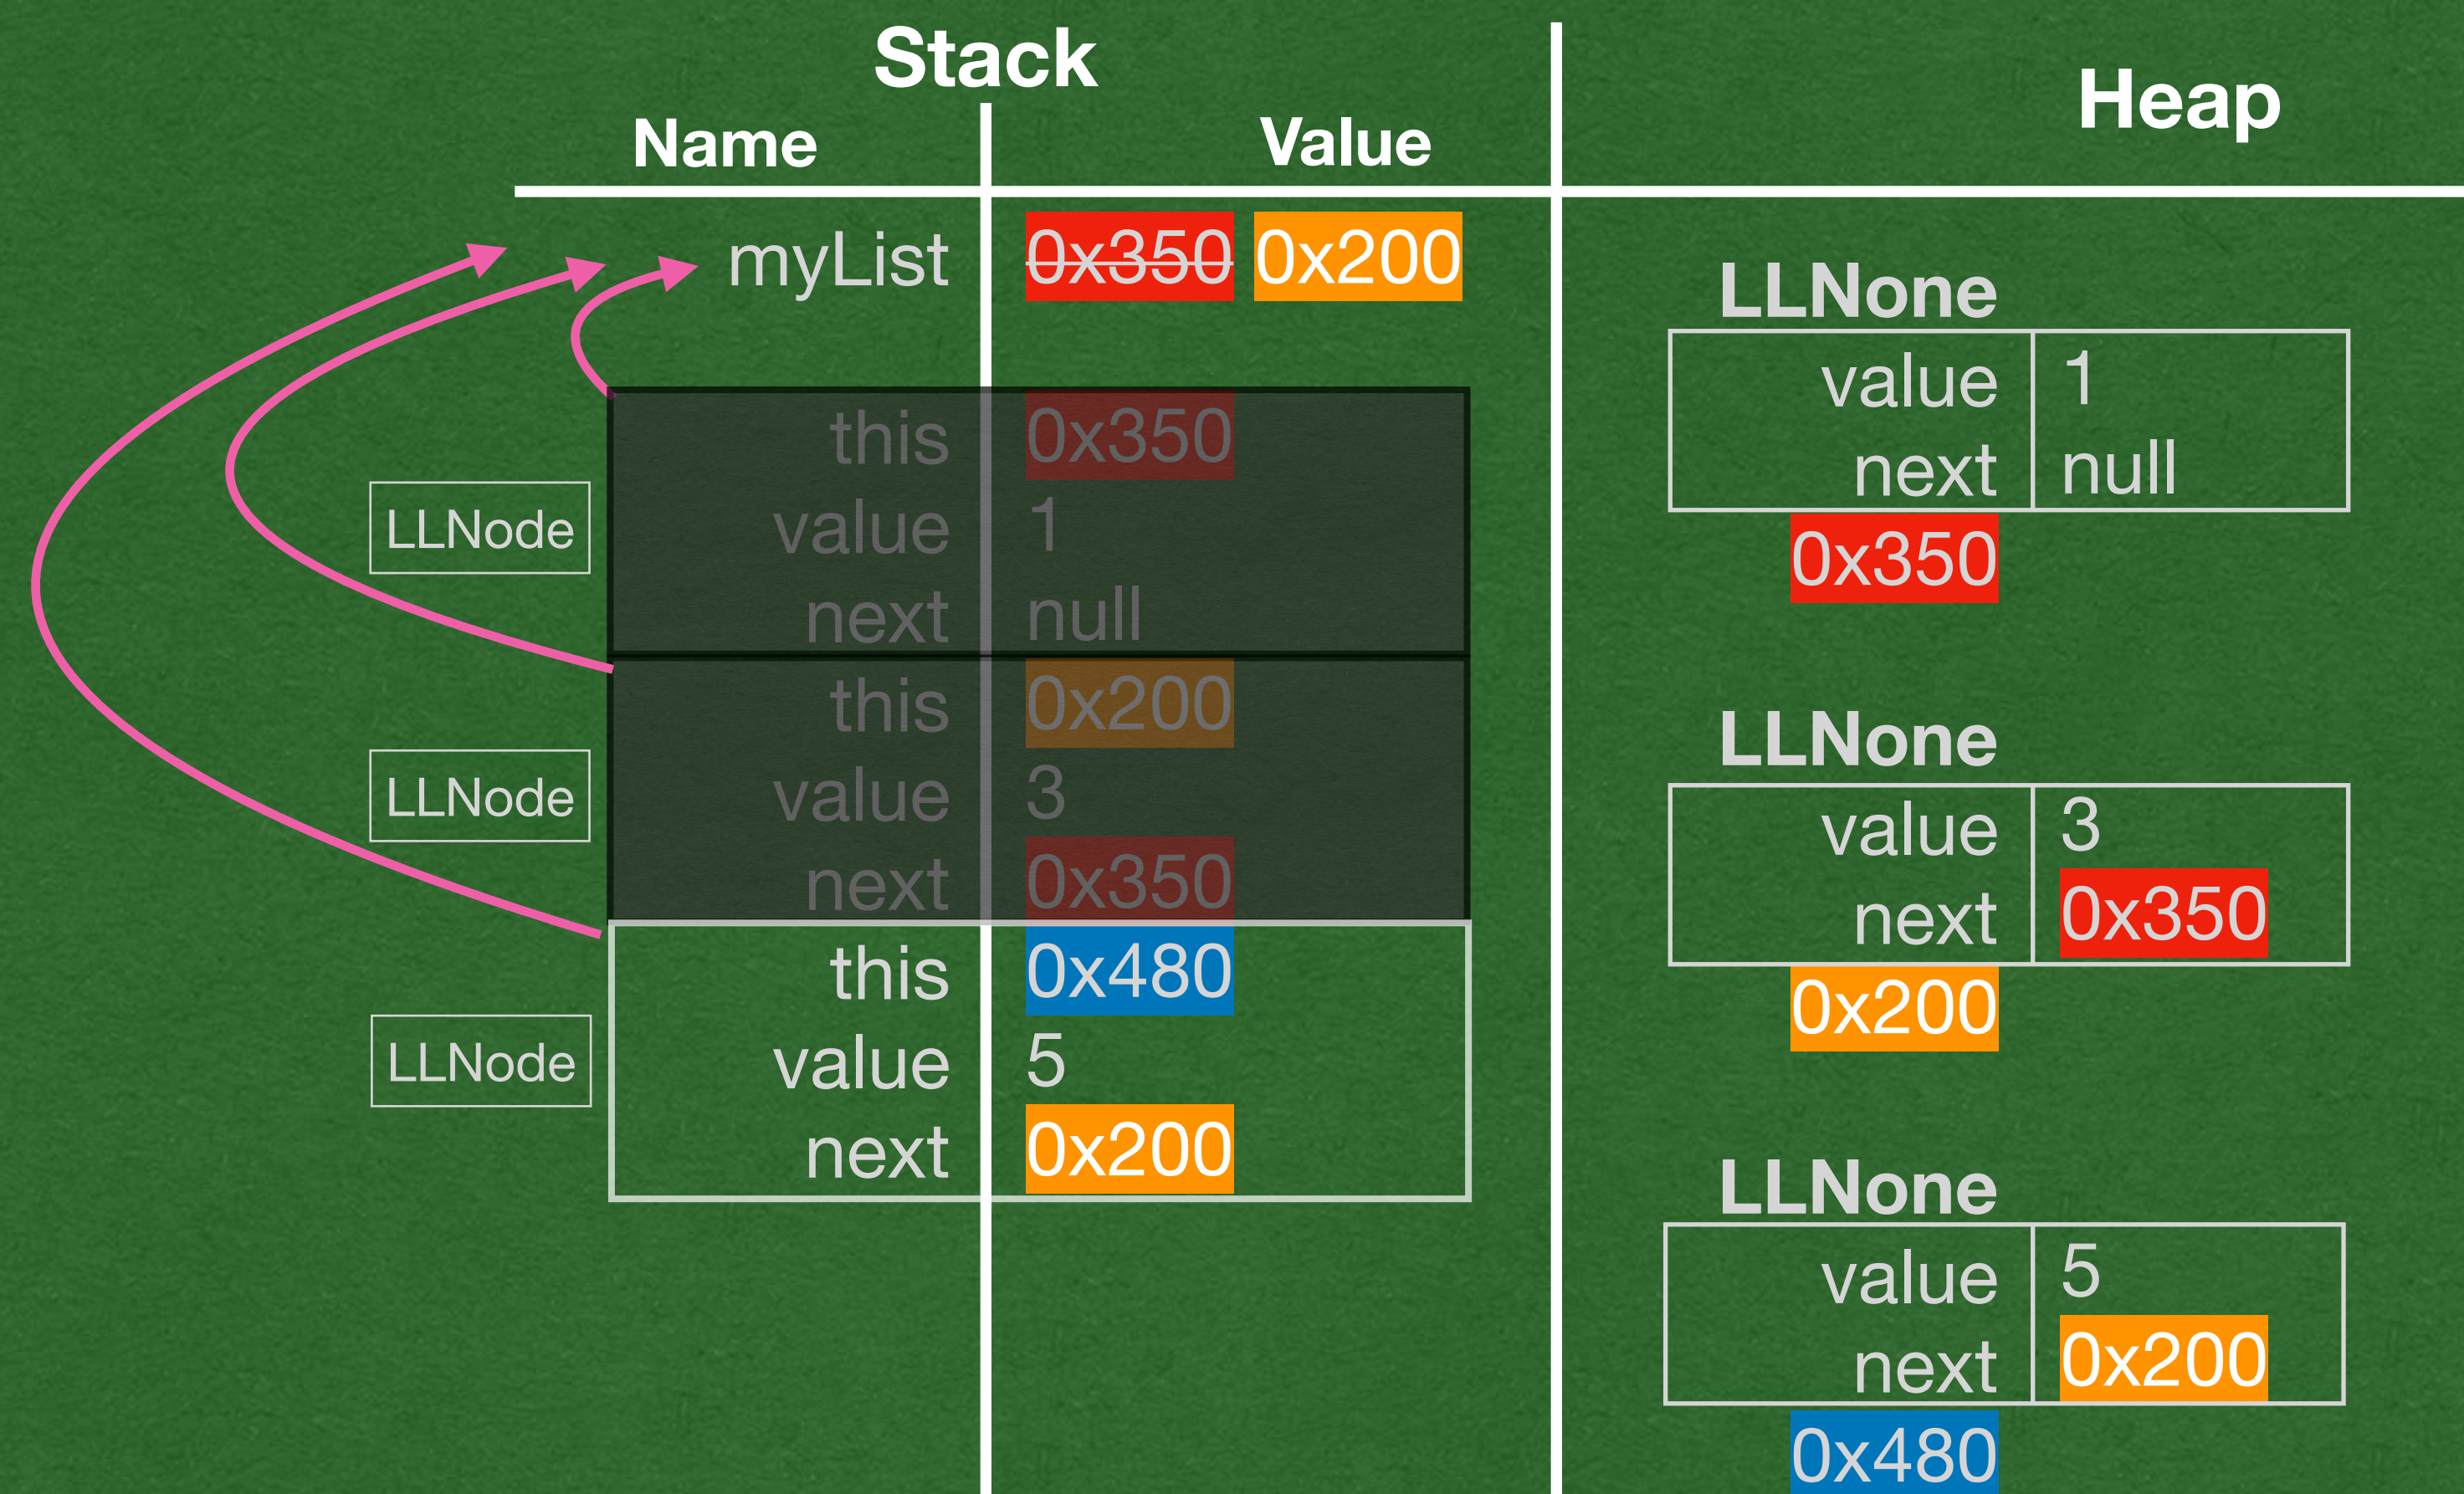 Stack
Heap
Name Value
myList 0x350 0x200
this 0x350
LLNode
value 1
next null
this 0x200
LLNode
value 3
next 0x350
this 0x480
LLNode
value 5
next 0x200
LLNone
value 1
next null
0x350
LLNone
value 3
next 0x350
0x200
LLNone
value 5
next 0x200
0x480